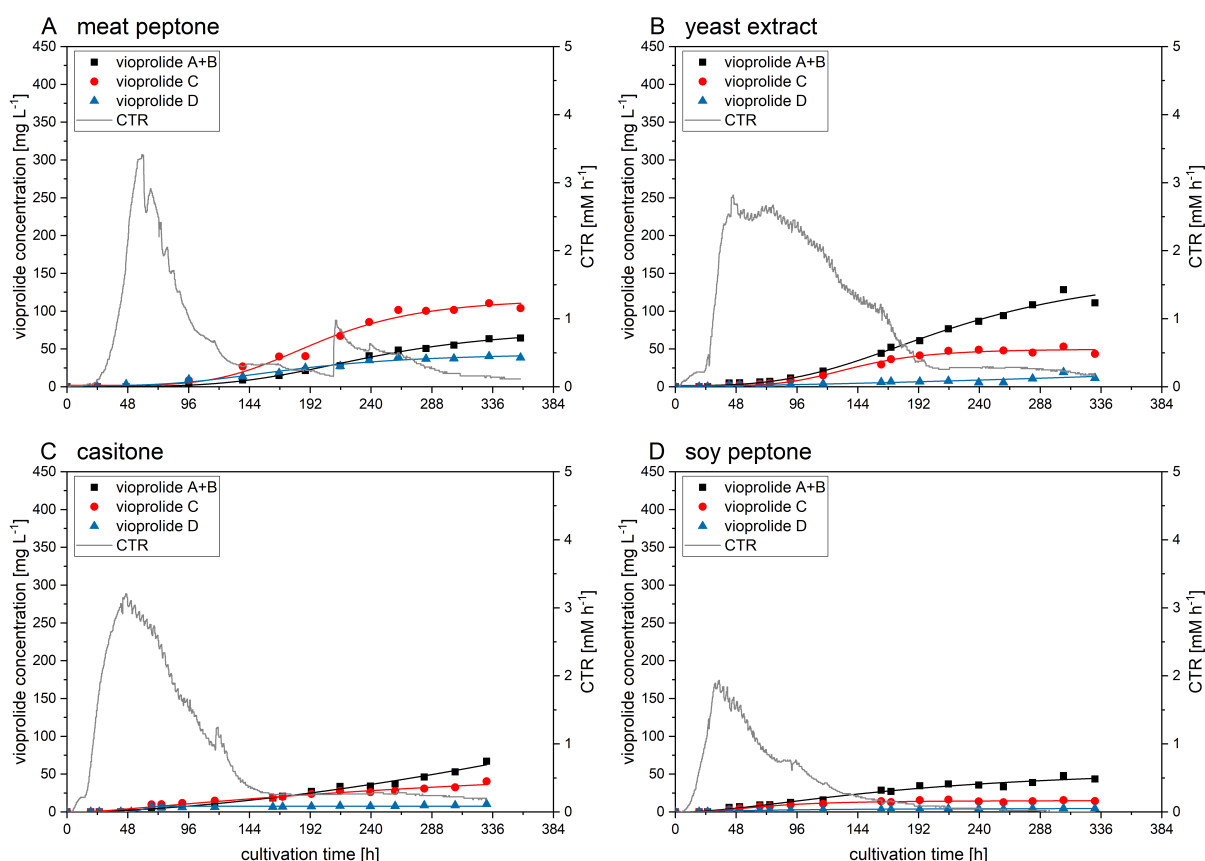 A meat peptone
vioprolide concentration [mg L⁻¹]
450
400
350
300
250
200
150
100
50
0
vioprolide A+B
vioprolide C
vioprolide D
CTR
5
4
3
2
1
0
CTR [mM h⁻¹]
0 48 96 144 192 240 288 336 384
B yeast extract
vioprolide concentration [mg L⁻¹]
450
400
350
300
250
200
150
100
50
0
vioprolide A+B
vioprolide C
vioprolide D
CTR
5
4
3
2
1
0
CTR [mM h⁻¹]
0 48 96 144 192 240 288 336 384
C casitone
vioprolide concentration [mg L⁻¹]
450
400
350
300
250
200
150
100
50
0
vioprolide A+B
vioprolide C
vioprolide D
CTR
5
4
3
2
1
0
CTR [mM h⁻¹]
0 48 96 144 192 240 288 336 384
cultivation time [h]
D soy peptone
vioprolide concentration [mg L⁻¹]
450
400
350
300
250
200
150
100
50
0
vioprolide A+B
vioprolide C
vioprolide D
CTR
5
4
3
2
1
0
CTR [mM h⁻¹]
0 48 96 144 192 240 288 336 384
cultivation time [h]